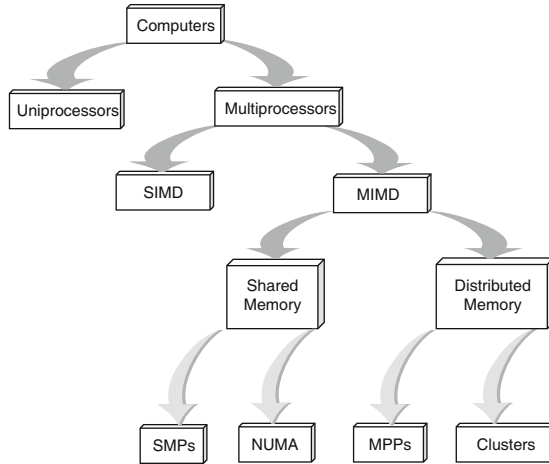 Computers
Uniprocessors
Multiprocessors
SIMD
MIMD
Shared
Memory
Distributed
Memory
SMPs
NUMA
MPPs
Clusters